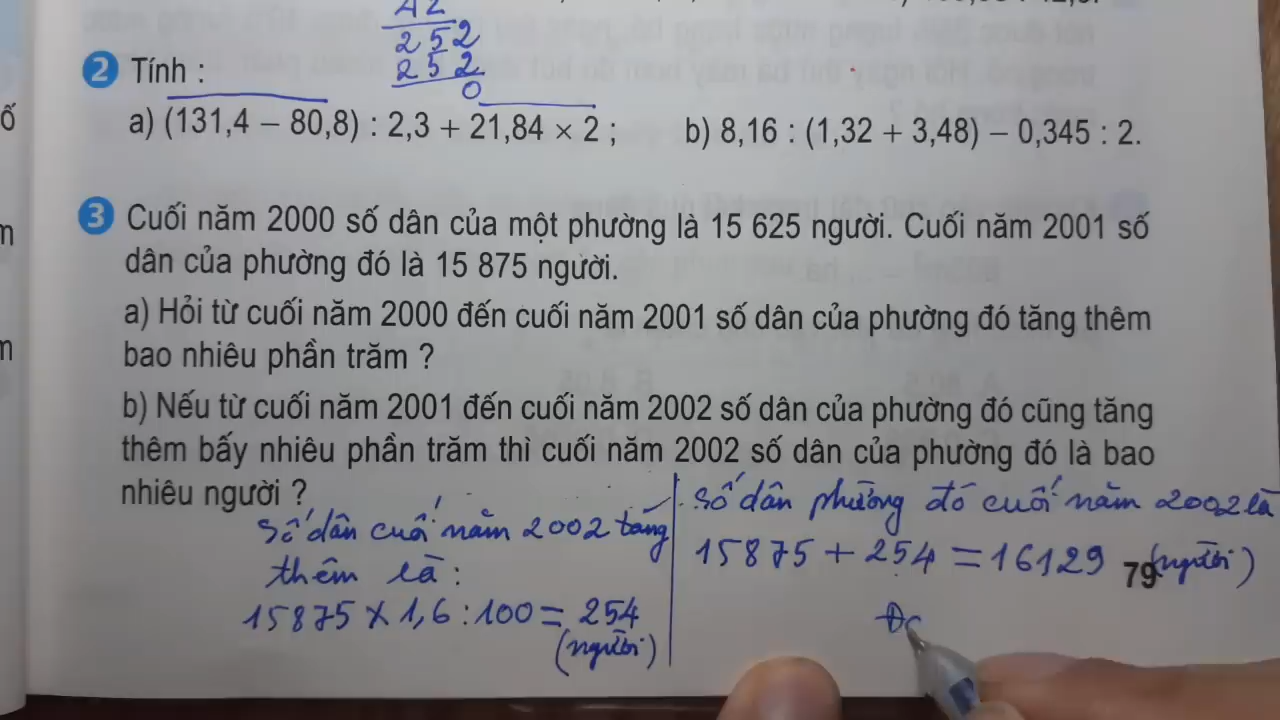 42
252
252
0
2 Tính :
a) (131,4 – 80,8) : 2,3 + 21,84 × 2 ; b) 8,16 : (1,32 + 3,48) – 0,345 : 2.
3 Cuối năm 2000 số dân của một phường là 15 625 người. Cuối năm 2001 số
dân của phường đó là 15 875 người.
a) Hỏi từ cuối năm 2000 đến cuối năm 2001 số dân của phường đó tăng thêm
bao nhiêu phần trăm ?
b) Nếu từ cuối năm 2001 đến cuối năm 2002 số dân của phường đó cũng tăng
thêm bấy nhiêu phần trăm thì cuối năm 2002 số dân của phường đó là bao
nhiêu người ?
Số dân cuối năm 2002 tăng
thêm là :
15875 × 1,6 : 100 = 254
(người)
Số dân phường đó cuối năm 2002 là
15875 + 254 = 16129 (người)
79